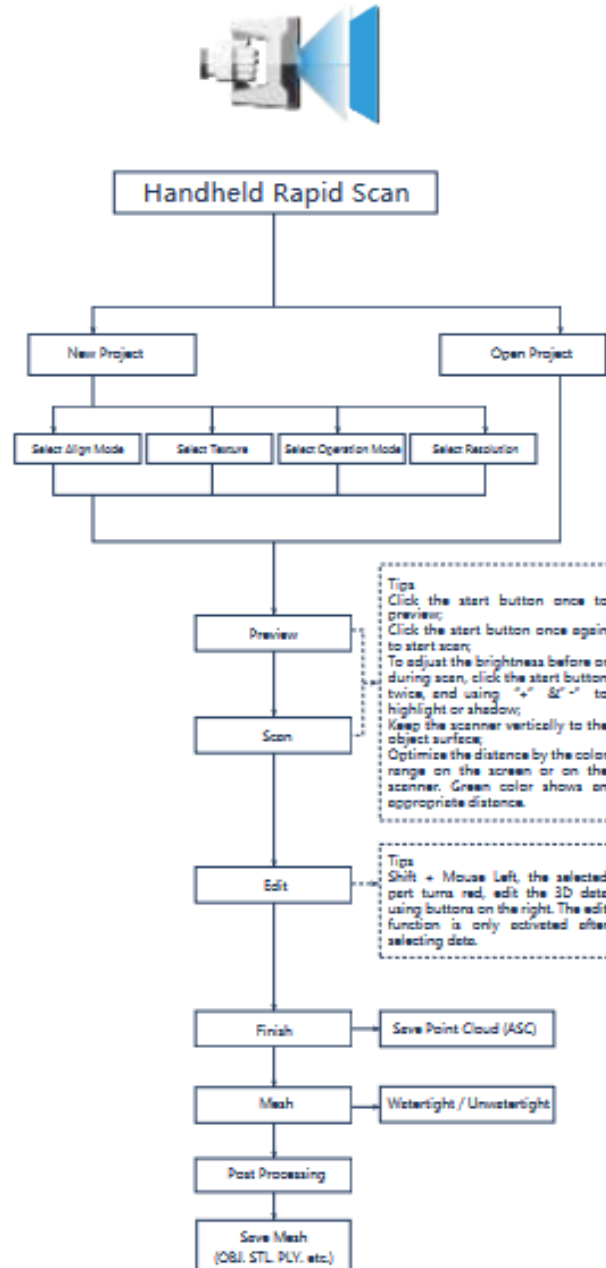 Handheld Rapid Scan
New Project
Open Project
Select Align Mode
Select Texture
Select Operation Mode
Select Resolution
Preview
Scan
Tips
Click the start button once to
preview;
Click the start button once again
to start scan;
To adjust the brightness before or
during scan, click the start button
twice, and using "+" &"-" to
highlight or shadow;
Keep the scanner vertically to the
object surface;
Optimize the distance by the color
range on the screen or on the
scanner. Green color shows an
appropriate distance.
Edit
Tips
Shift + Mouse Left, the selected
part turns red, edit the 3D data
using buttons on the right. The edit
function is only activated after
selecting data.
Finish
Save Point Cloud (ASC)
Mesh
Watertight / Unwatertight
Post Processing
Save Mesh
(OBJ. STL. PLY. etc.)